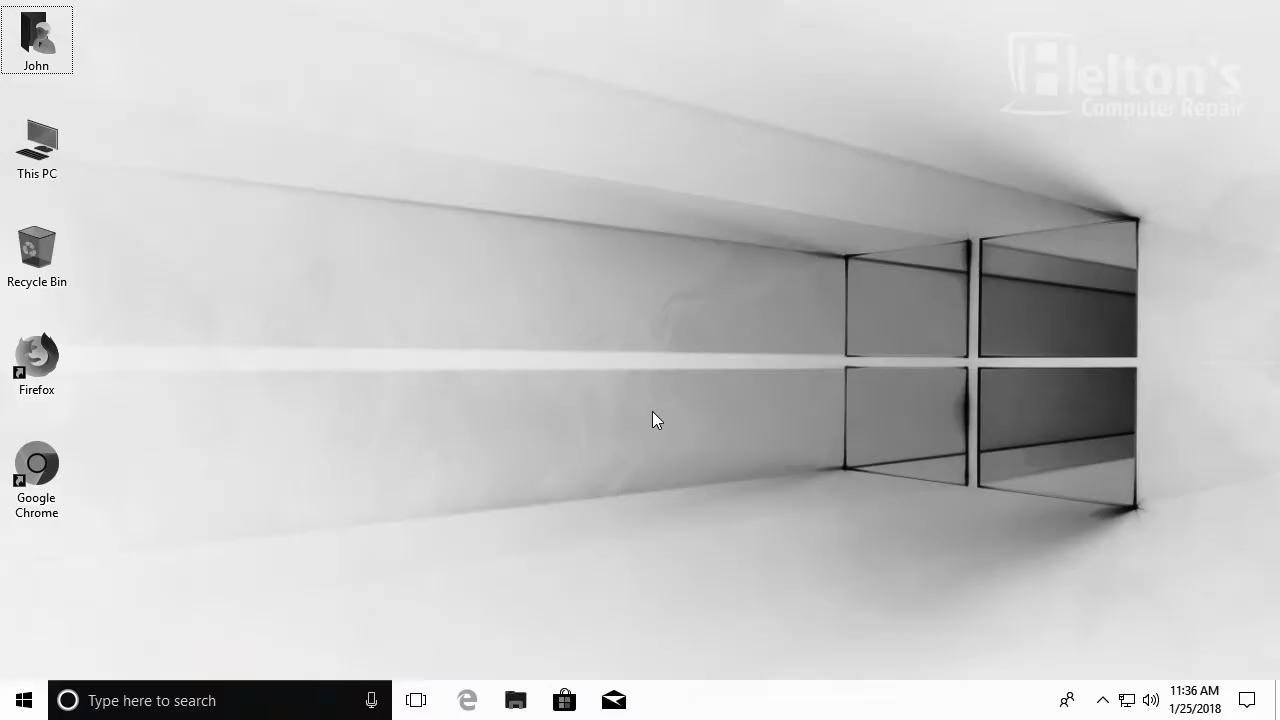 John
This PC
Recycle Bin
Firefox
Google
Chrome
Helton's
Computer Repair
Type here to search
11:36 AM
1/25/2018